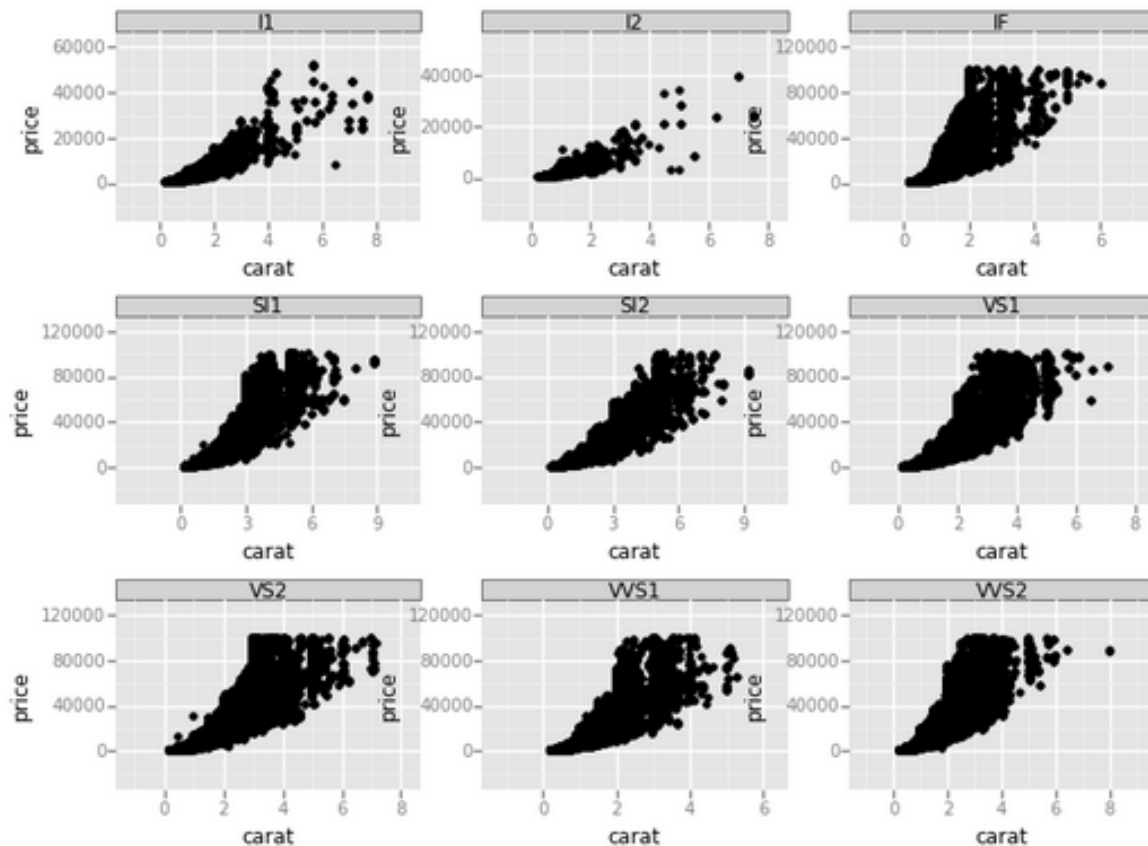 I1 I2 IF
60000 40000 120000
40000 20000 80000
20000 0 40000
0 0
price price price
0 2 4 6 8 0 2 4 6 8 0 2 4 6
carat carat carat
SI1 SI2 VS1
120000 120000 120000
80000 80000 80000
40000 40000 40000
0 0 0
price price price
0 3 6 9 0 3 6 9 0 2 4 6 8
carat carat carat
VS2 VVS1 VVS2
120000 120000 120000
80000 80000 80000
40000 40000 40000
0 0 0
price price price
0 2 4 6 8 0 2 4 6 0 2 4 6 8
carat carat carat